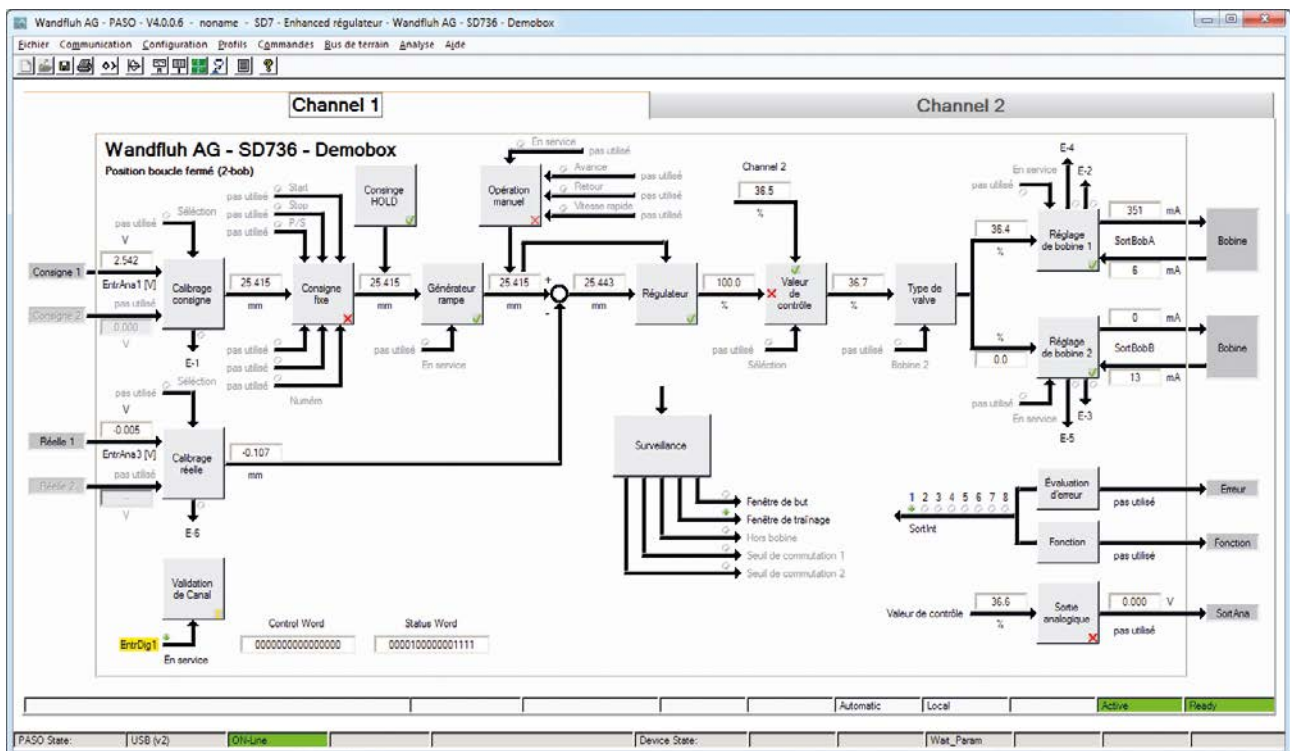 Wandfluh AG - PASO - V4.0.0.6 - noname - SD7 - Enhanced régulateur - Wandfluh AG - SD736 - Demobox
Fichier Communication Configuration Profils Commandes Bus de terrain Analyse Ajde
Channel 1
Channel 2
Wandfluh AG - SD736 - Demobox
Position boucle fermé (2-bob)
pas utilisé
Séléction
V
2.542
Consigne 1
EntrAna1 [V]
pas utilisé
Consigne 2
0.000
V
Calibrage
consigne
E-1
25.415
mm
pas utilisé
Start
pas utilisé
Stop
pas utilisé
P/S
Consigne
fixe
pas utilisé
pas utilisé
pas utilisé
Numéro
Consinge
HOLD
25.415
mm
Générateur
rampe
pas utilisé
En service
En service
pas utilisé
Avance
pas utilisé
Retour
pas utilisé
Vitesse rapide
pas utilisé
Opération
manuel
25.415
mm
+
-
25.443
mm
Régulateur
100.0
%
Channel 2
36.5
%
Valeur
de
contrôle
pas utilisé
Séléction
36.7
%
Type de
valve
pas utilisé
Bobine 2
36.4
%
E-4
En service
pas utilisé
E-2
Réglage
de bobine 1
351
mA
SortBobA
6
mA
Bobine
%
0.0
Réglage
de bobine 2
0
mA
SortBobB
13
mA
Bobine
pas utilisé
En service
E-3
E-5
Séléction
pas utilisé
V
-0.005
Réelle 1
EntrAna3 [V]
pas utilisé
Réelle 2
V
Calibrage
réelle
E-6
-0.107
mm
Surveillance
Fenêtre de but
Fenêtre de traînage
Hors bobine
Seuil de commutation 1
Seuil de commutation 2
1 2 3 4 5 6 7 8
SortInt
Évaluation
d'erreur
pas utilisé
Erreur
Fonction
pas utilisé
Fonction
Valeur de contrôle
36.6
%
Sortie
analogique
0.000
V
pas utilisé
SortAna
Validation
de Canal
EntrDig1
En service
Control Word
0000000000000000
Status Word
0000100000001111
Automatic Local Active Ready
PASO State: USB (v2) ON-Line Device State: Wait_Param